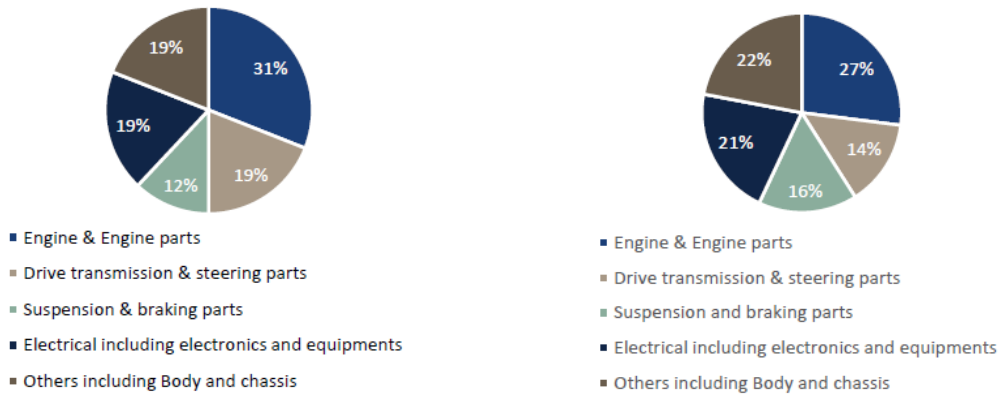 31%
19%
12%
19%
19%
Engine & Engine parts
Drive transmission & steering parts
Suspension & braking parts
Electrical including electronics and equipments
Others including Body and chassis
27%
14%
16%
21%
22%
Engine & Engine parts
Drive transmission & steering parts
Suspension and braking parts
Electrical including electronics and equipments
Others including Body and chassis